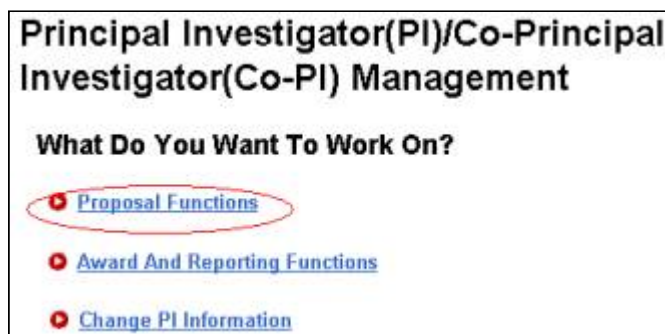 Principal Investigator(PI)/Co-Principal
Investigator(Co-PI) Management
What Do You Want To Work On?
Proposal Functions
Award And Reporting Functions
Change PI Information